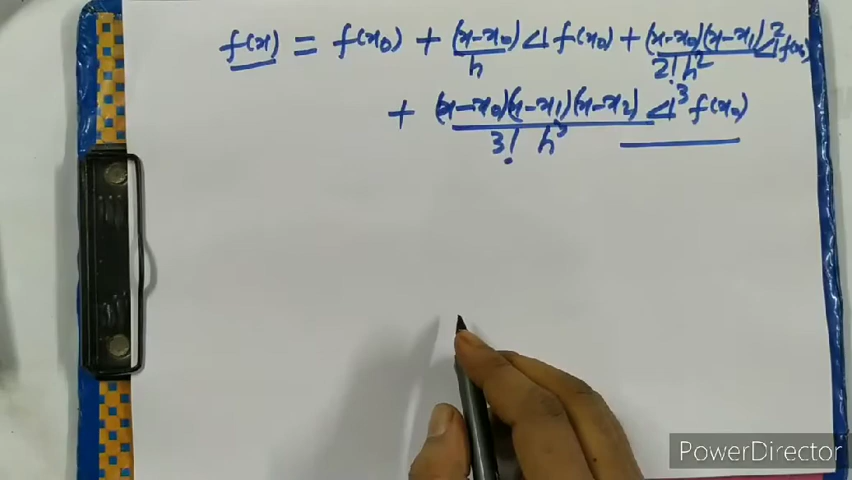 f(x) = f(x₀) + (x-x₀)/h Δf(x₀) + (x-x₀)(x-x₁)/2! h² Δ²f(x₀)
+ (x-x₀)(x-x₁)(x-x₂)/3! h³ Δ³f(x₀)
PowerDirector